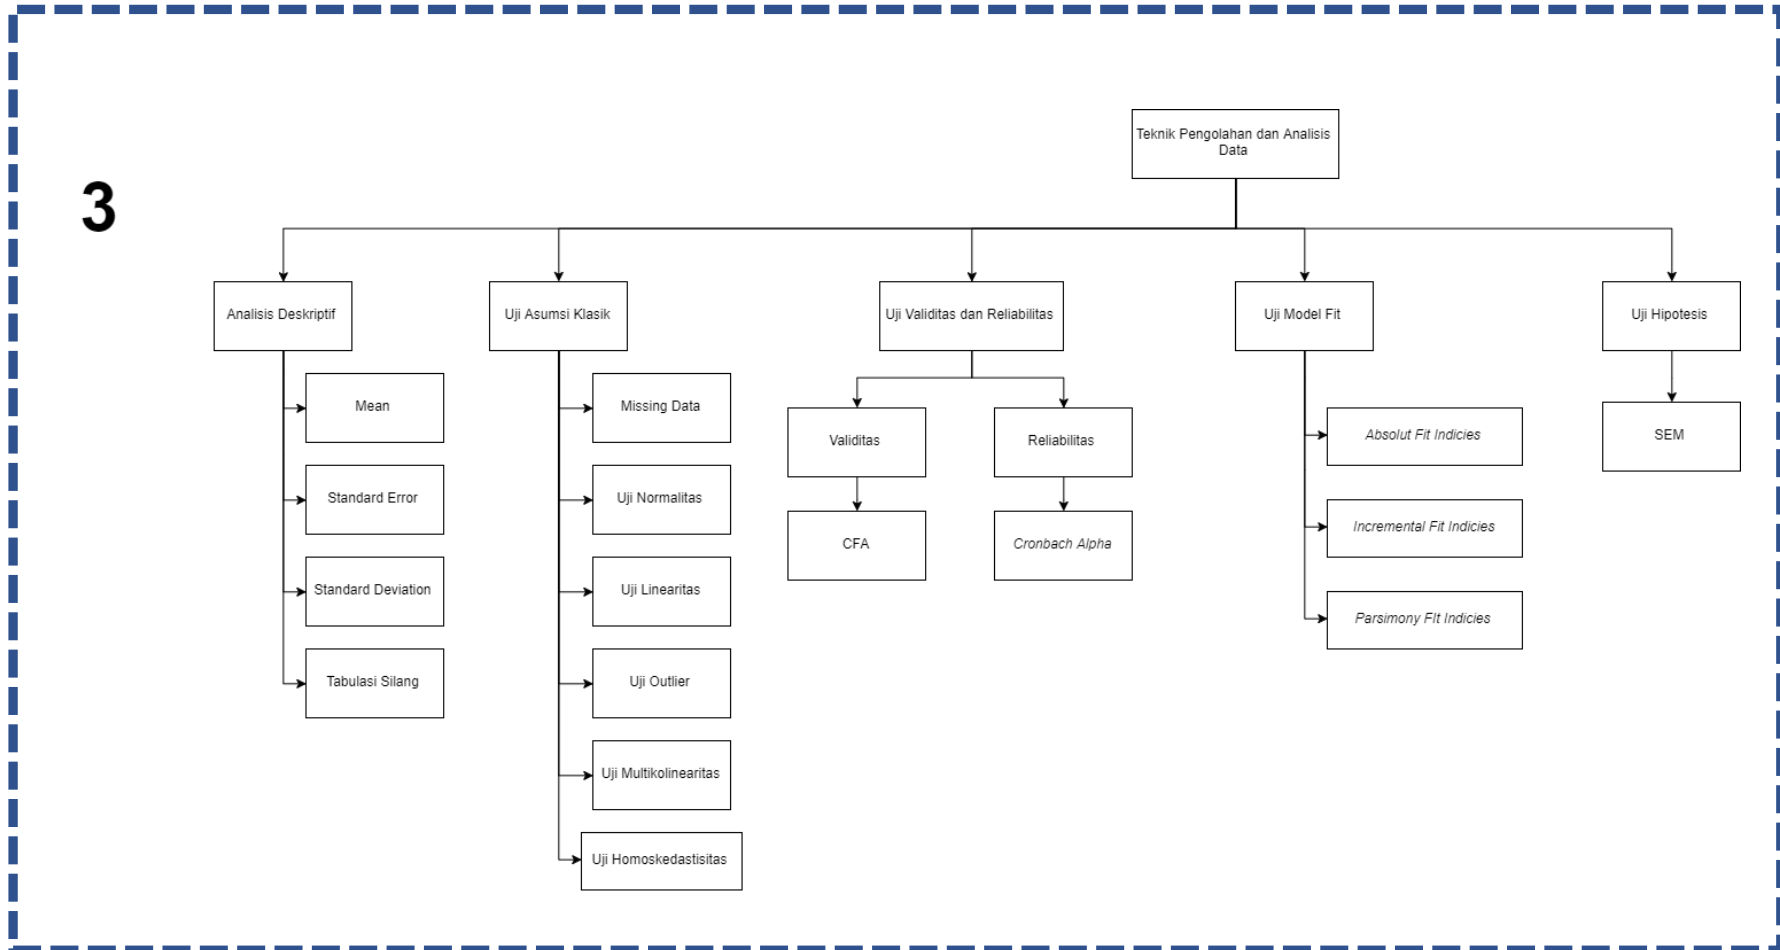 3
Teknik Pengolahan dan Analisis
Data
Analisis Deskriptif
Mean
Standard Error
Standard Deviation
Tabulasi Silang
Uji Asumsi Klasik
Missing Data
Uji Normalitas
Uji Linearitas
Uji Outlier
Uji Multikolinearitas
Uji Homoskedastisitas
Uji Validitas dan Reliabilitas
Validitas
CFA
Reliabilitas
Cronbach Alpha
Uji Model Fit
Absolut Fit Indicies
Incremental Fit Indicies
Parsimony FIt Indicies
Uji Hipotesis
SEM